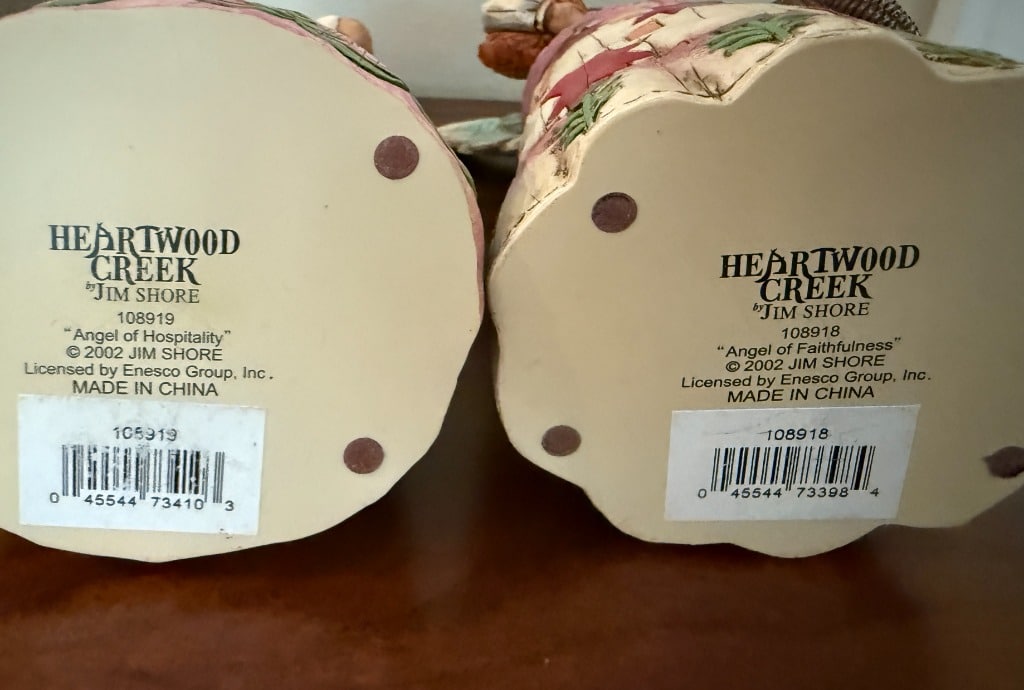 HEARTWOOD
CREEK
by JIM SHORE
108919
“Angel of Hospitality”
© 2002 JIM SHORE
Licensed by Enesco Group, Inc.
MADE IN CHINA
108919
0 45544 73410 3
HEARTWOOD
CREEK
by JIM SHORE
108918
“Angel of Faithfulness”
© 2002 JIM SHORE
Licensed by Enesco Group, Inc.
MADE IN CHINA
108918
0 45544 73398 4